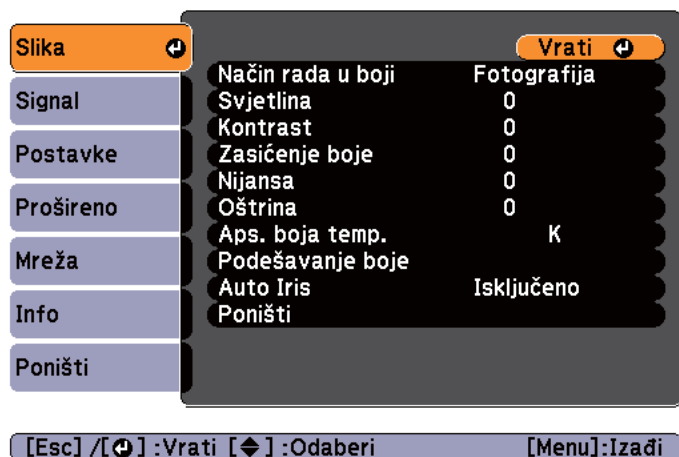 Slika
Signal
Postavke
Prošireno
Mreža
Info
Poništi
Vrati
Način rada u boji Fotografija
Svjetlina 0
Kontrast 0
Zasićenje boje 0
Nijansa 0
Oštrina 0
Aps. boja temp. K
Podešavanje boje
Auto Iris Isključeno
Poništi
[Esc] /[ ] :Vrati [ ] :Odaberi [Menu]:Izađi